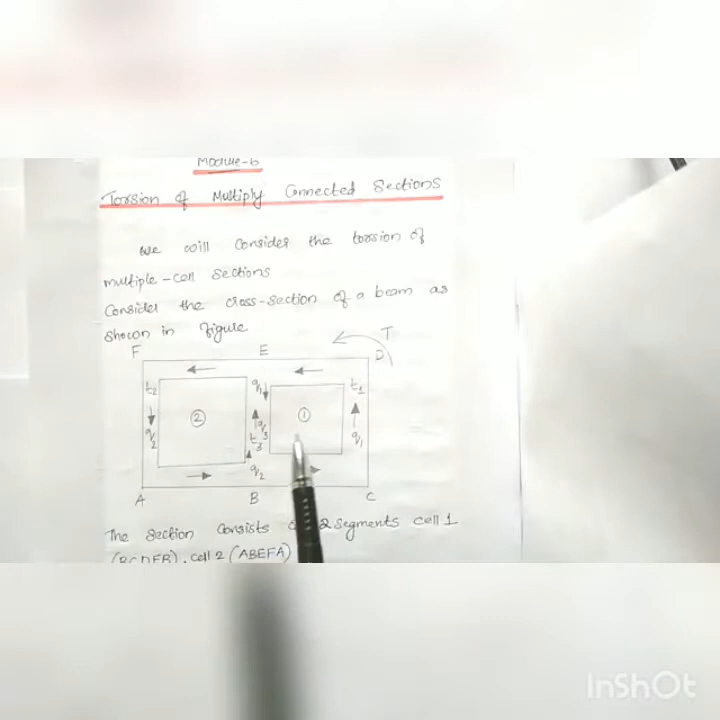 Module-6
Torsion of Multiply Connected Sections
We will Consider the torsion of
multiple-cell sections
Consider the cross-section of a beam as
shown in figure
T
F E D
t2 q1 t1
2 1
q2 q3 q1
t3
q2
A B C
The section consists 2 segments cell 1
(BCDEB), cell 2 (ABEFA)
InShOt